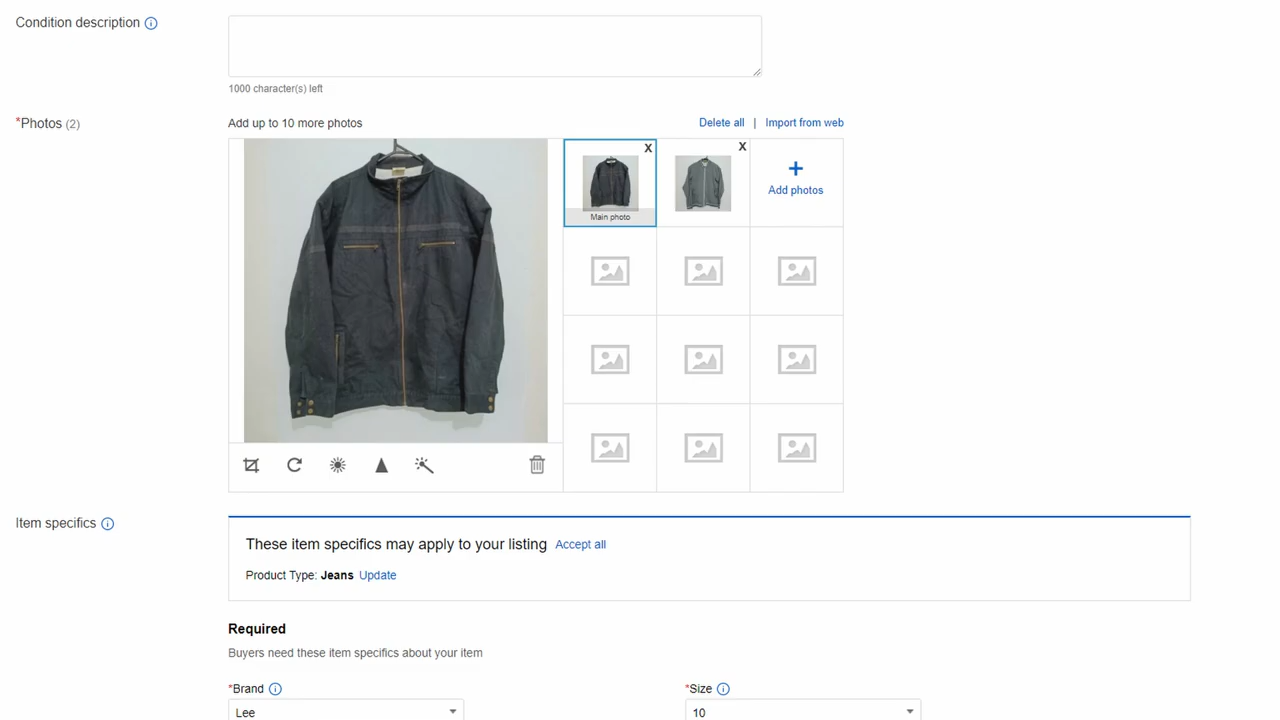 Condition description
1000 character(s) left
*Photos (2)
Add up to 10 more photos
Delete all | Import from web
X
X
Main photo
+
Add photos
Item specifics
These item specifics may apply to your listing Accept all
Product Type: Jeans Update
Required
Buyers need these item specifics about your item
*Brand
*Size
Lee
10